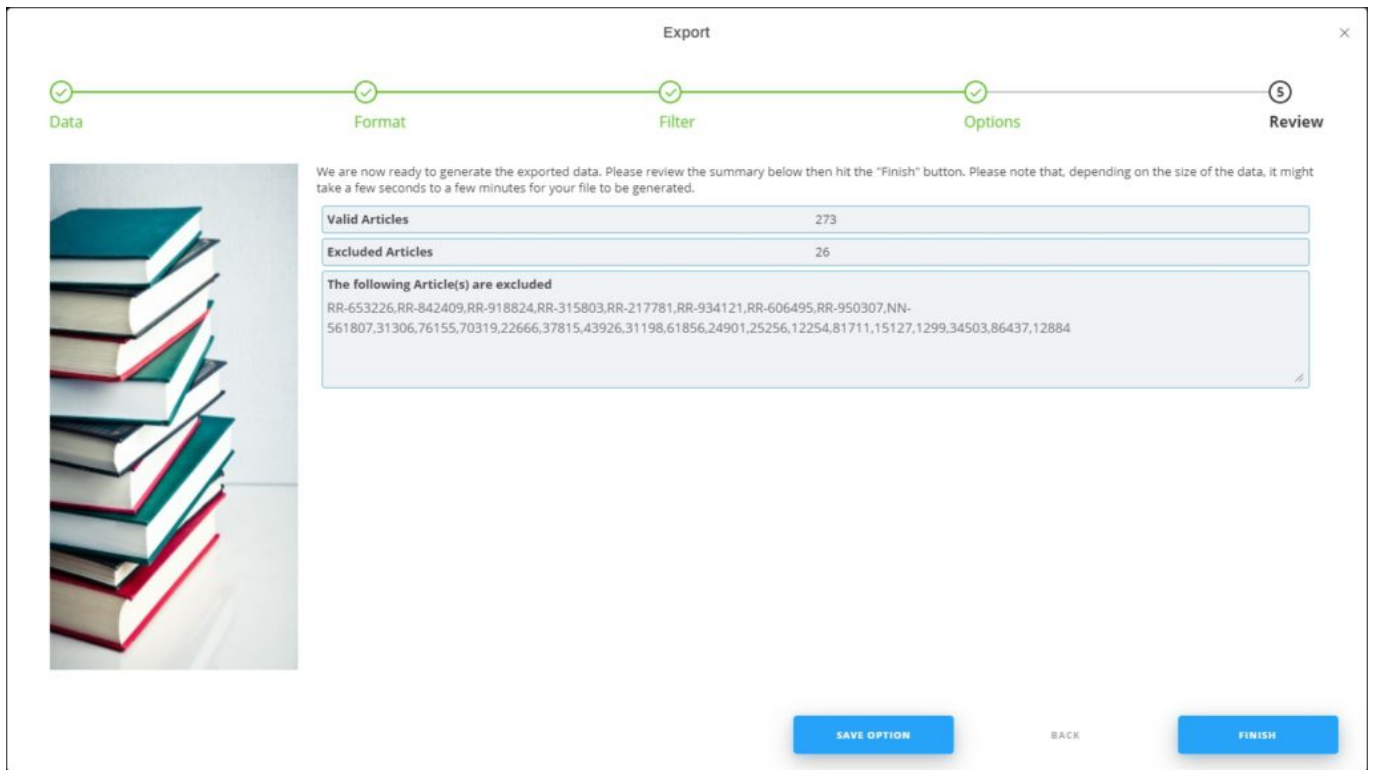 Export
×
Data
Format
Filter
Options
5
Review
We are now ready to generate the exported data. Please review the summary below then hit the "Finish" button. Please note that, depending on the size of the data, it might
take a few seconds to a few minutes for your file to be generated.
Valid Articles 273
Excluded Articles 26
The following Article(s) are excluded
RR-653226,RR-842409,RR-918824,RR-315803,RR-217781,RR-934121,RR-606495,RR-950307,NN-
561807,31306,76155,70319,22666,37815,43926,31198,61856,24901,25256,12254,81711,15127,1299,34503,86437,12884
SAVE OPTION
BACK
FINISH